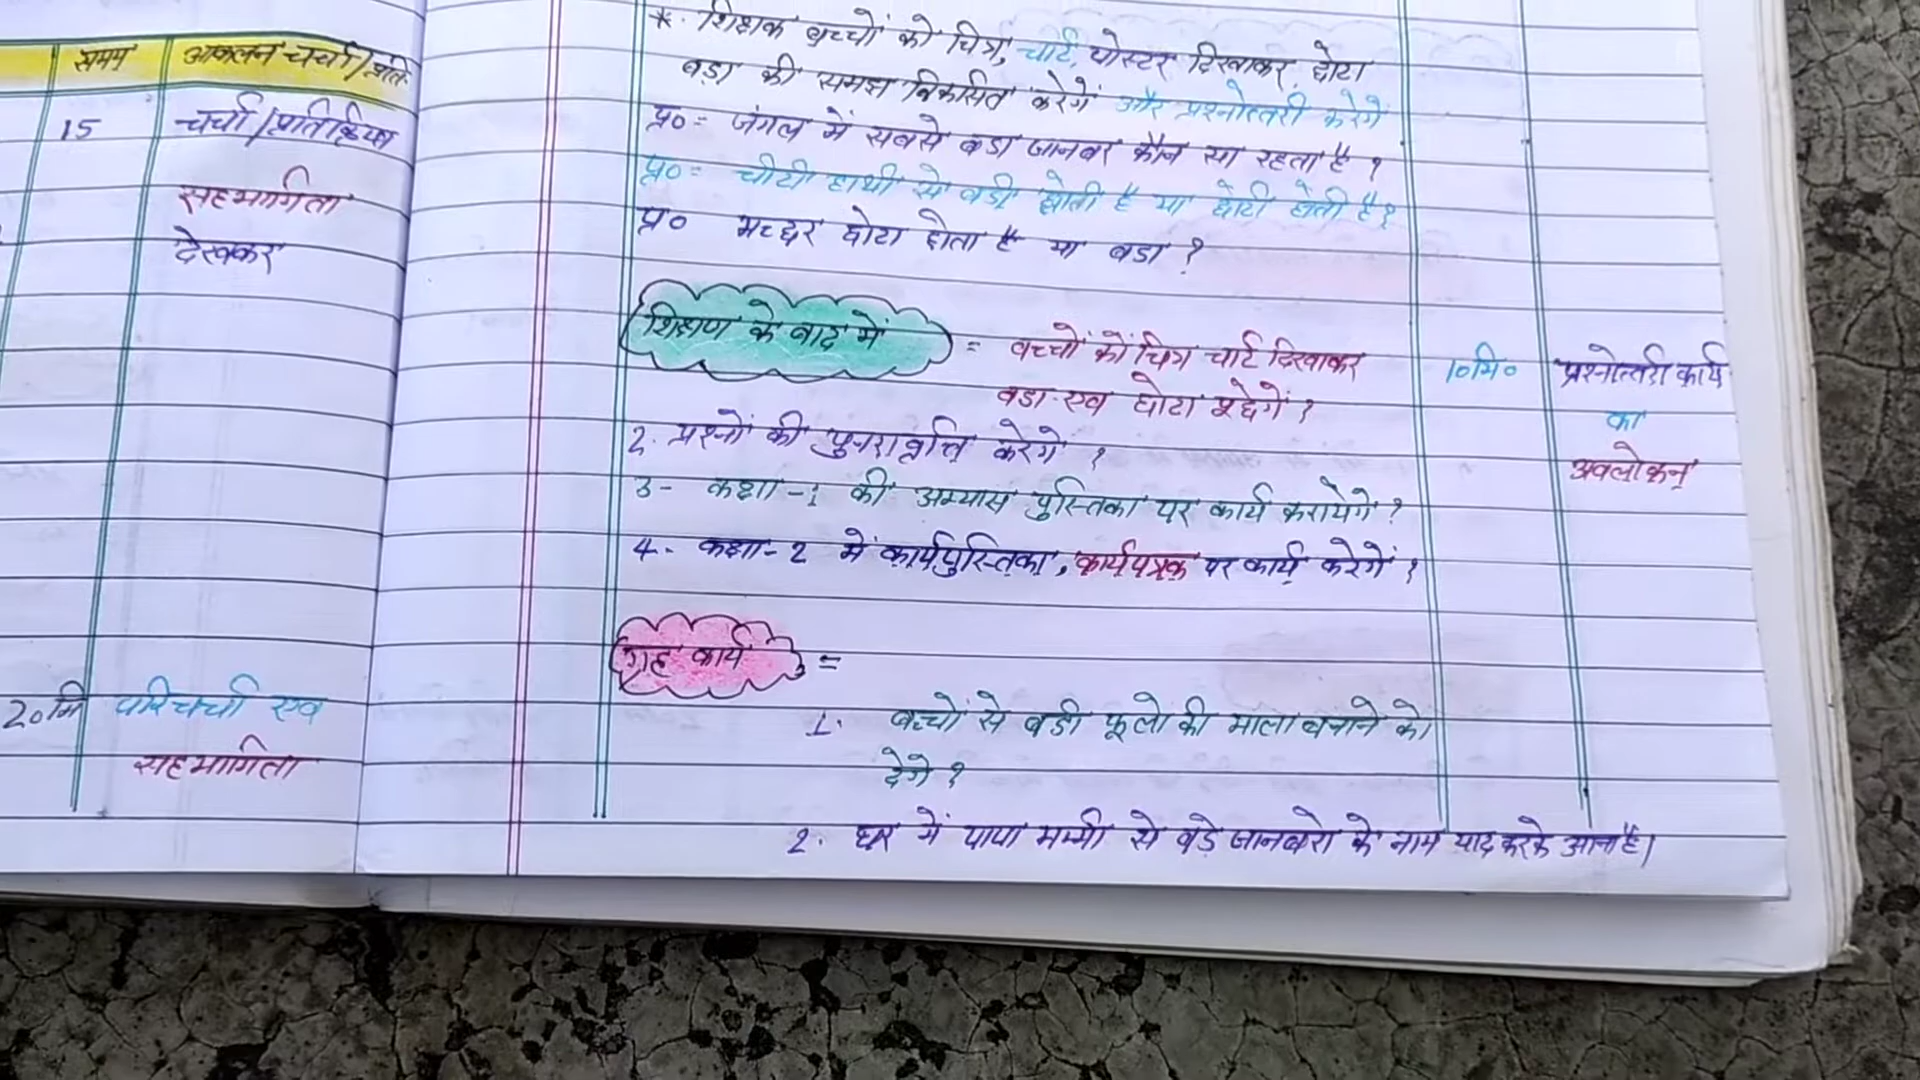 समय आकलन चर्चा/प्रति
15 चर्चा/प्रतिक्रिया
सहभागिता
देखकर
20मि परिचर्चा एव
सहभागिता
*. शिक्षक बच्चों को चित्र, चार्ट, पोस्टर दिखाकर, छोटा
बड़ा की समझ विकसित करेगें और प्रश्नोत्तरी करेगें
प्र०= जंगल में सबसे बडा जानवर कौन सा रहता है ?
प्र०= चीटी हाथी से बडी होती है या छोटी होती है?
प्र० मच्छर छोटा होता है या बडा ?
शिक्षण के बाद में = बच्चों को चित्र चार्ट दिखाकर
बडा एव छोटा पूछेगें ?
2. प्रश्नों की पुनरावृत्ति करेगें ?
3- कक्षा-1 की अभ्यास पुस्तिका पर कार्य करायेगें ?
4- कक्षा-2 में कार्यपुस्तिका, कार्यपत्रक पर कार्य करेगें ?
10मि० प्रश्नोत्तरी कार्य
का
अवलोकन
ग्रह कार्य =
1. बच्चों से बडी फूलो की माला बनाने को
देगे ?
2. घर में पापा मम्मी से बडे जानवरो के नाम याद करके आना है।